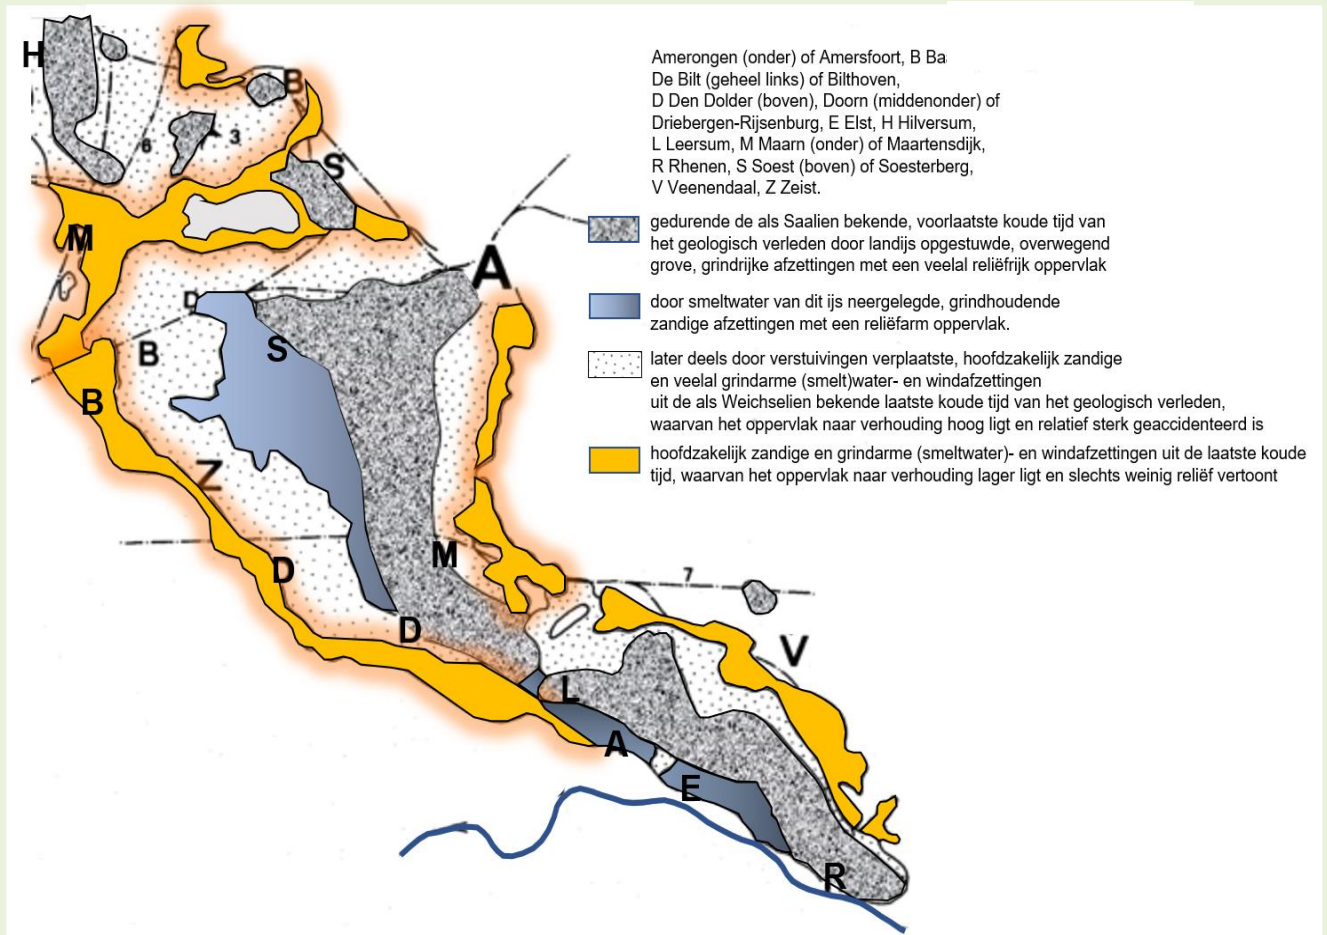 Amerongen (onder) of Amersfoort, B Ba
De Bilt (geheel links) of Bilthoven,
D Den Dolder (boven), Doorn (middenonder) of
Driebergen-Rijsenburg, E Elst, H Hilversum,
L Leersum, M Maarn (onder) of Maartensdijk,
R Rhenen, S Soest (boven) of Soesterberg,
V Veenendaal, Z Zeist.
gedurende de als Saalien bekende, voorlaatste koude tijd van
het geologisch verleden door landijs opgestuwde, overwegend
grove, grindrijke afzettingen met een veelal reliëfrijk oppervlak
door smeltwater van dit ijs neergelegde, grindhoudende
zandige afzettingen met een reliëfarm oppervlak.
later deels door verstuivingen verplaatste, hoofdzakelijk zandige
en veelal grindarme (smelt)water- en windafzettingen
uit de als Weichselien bekende laatste koude tijd van het geologisch verleden,
waarvan het oppervlak naar verhouding hoog ligt en relatief sterk geaccidenteerd is
hoofdzakelijk zandige en grindarme (smeltwater)- en windafzettingen uit de laatste koude
tijd, waarvan het oppervlak naar verhouding lager ligt en slechts weinig reliëf vertoont
H
B
6
3
S
M
A
D
S
B
B
Z
M
D
7
D
V
L
A
E
R